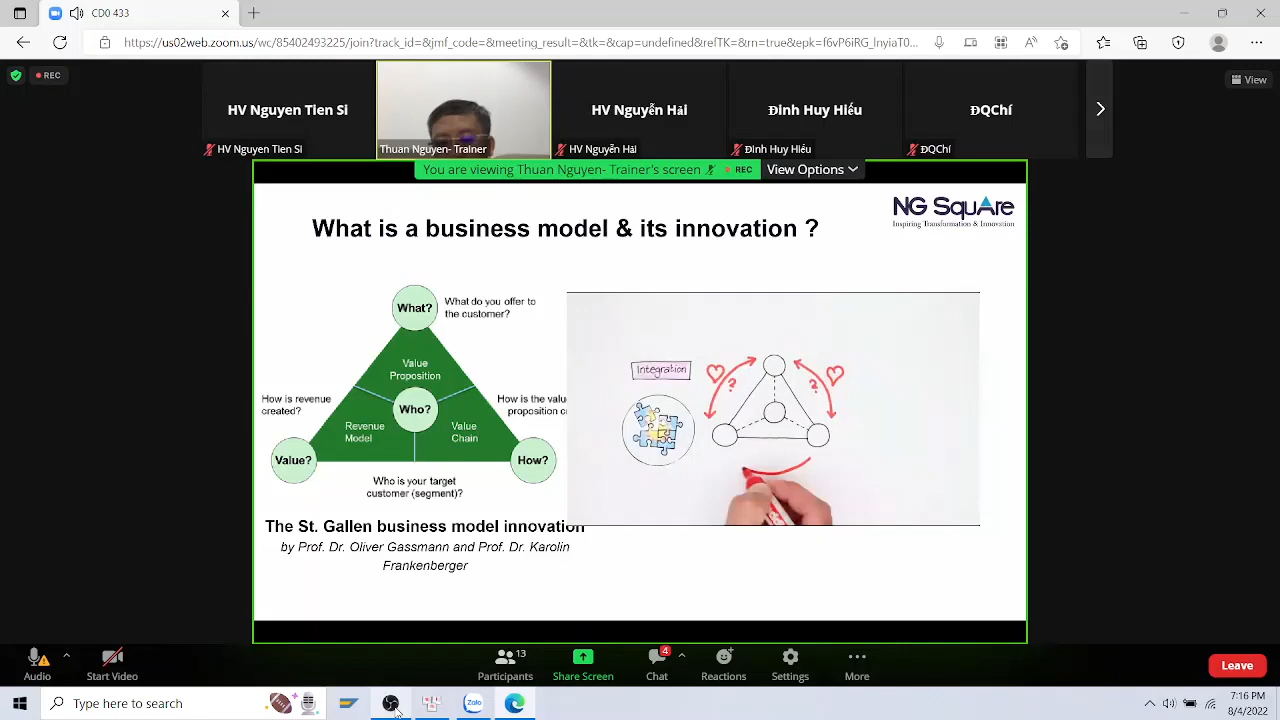 CD0 433
https://us02web.zoom.us/wc/85402493225/join?track_id=&jmf_code=&meeting_result=&tk=&cap=undefined&refTK=&rn=true&epk=f6vP6iRG_lnyiaT0...
REC
HV Nguyen Tien Si
HV Nguyễn Hải
Đinh Huy Hiếu
ĐQChí
View
HV Nguyen Tien Si
Thuan Nguyen- Trainer
HV Nguyễn Hải
Đinh Huy Hiếu
ĐQChí
You are viewing Thuan Nguyen- Trainer's screen
REC
View Options
NG SquAre
Inspiring Transformation & Innovation
What is a business model & its innovation ?
What?
What do you offer to
the customer?
Value
Proposition
How is revenue
created?
Who?
How is the valu
proposition c
Revenue
Model
Value
Chain
Value?
How?
Who is your target
customer (segment)?
Integration
?
?
The St. Gallen business model innovation
by Prof. Dr. Oliver Gassmann and Prof. Dr. Karolin
Frankenberger
Audio
Start Video
13
Participants
Share Screen
4
Chat
Reactions
Settings
More
Leave
Type here to search
Zalo
7:16 PM
8/4/2022